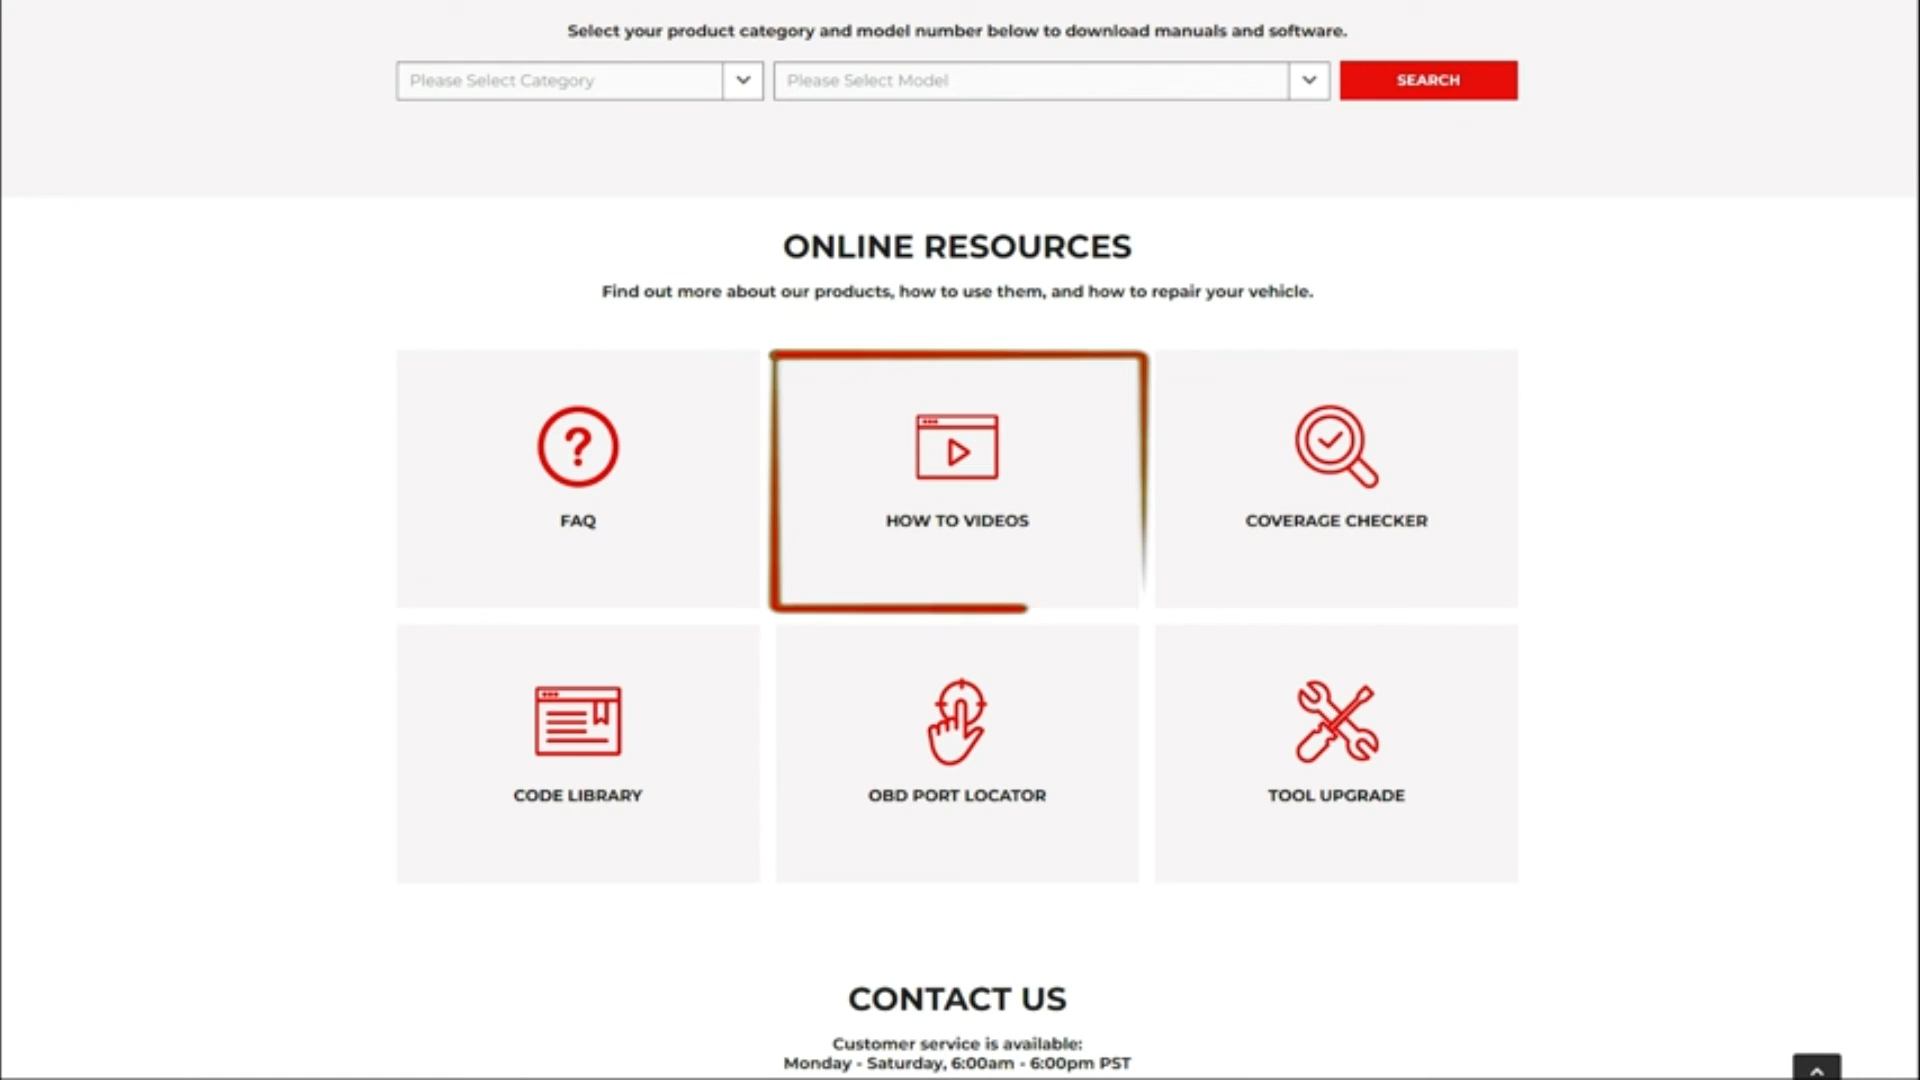 Select your product category and model number below to download manuals and software.
Please Select Category
Please Select Model
SEARCH
ONLINE RESOURCES
Find out more about our products, how to use them, and how to repair your vehicle.
FAQ
HOW TO VIDEOS
COVERAGE CHECKER
CODE LIBRARY
OBD PORT LOCATOR
TOOL UPGRADE
CONTACT US
Customer service is available:
Monday - Saturday, 6:00am - 6:00pm PST